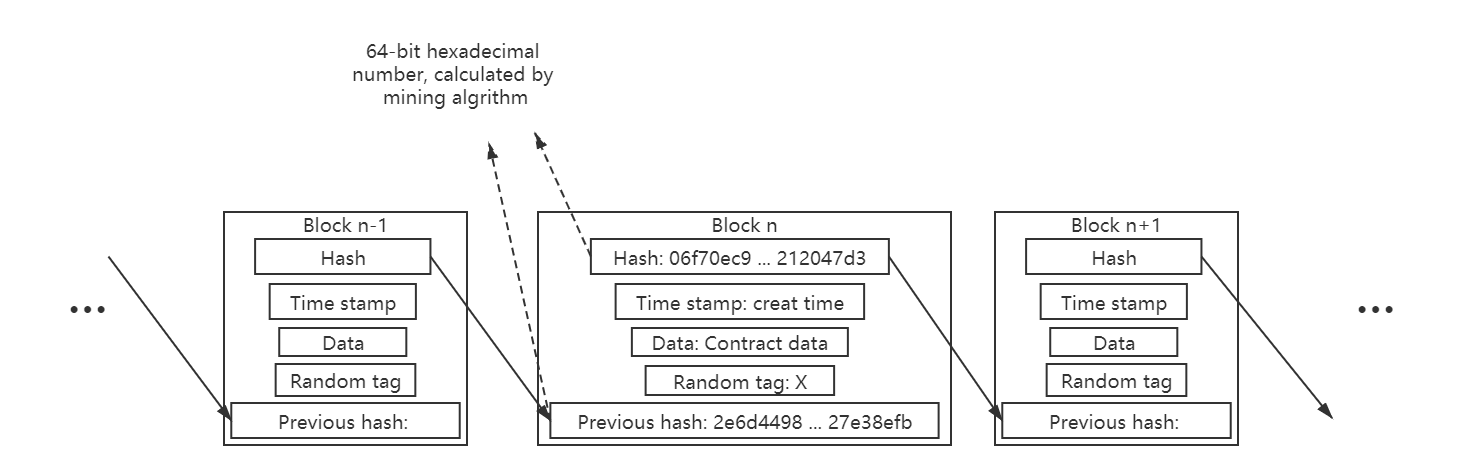 64-bit hexadecimal
number, calculated by
mining algrithm
Block n-1
Hash
Time stamp
Data
Random tag
Previous hash:
Block n
Hash: 06f70ec9 ... 212047d3
Time stamp: creat time
Data: Contract data
Random tag: X
Previous hash: 2e6d4498 ... 27e38efb
Block n+1
Hash
Time stamp
Data
Random tag
Previous hash:
...
...